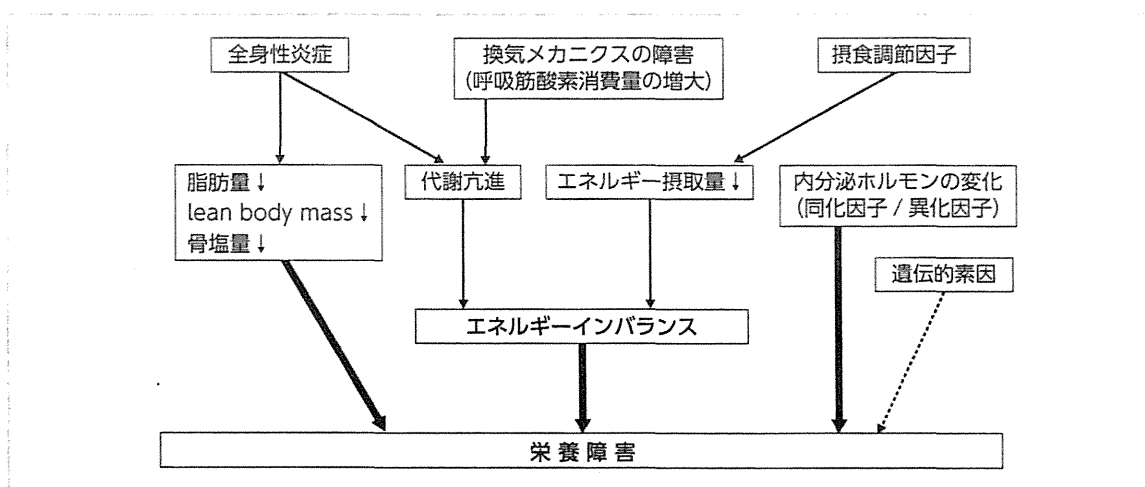 全身性炎症
換気メカニクスの障害
(呼吸筋酸素消費量の増大)
摂食調節因子
脂肪量↓
lean body mass↓
骨塩量↓
代謝亢進
エネルギー摂取量↓
内分泌ホルモンの変化
(同化因子 / 異化因子)
遺伝的素因
エネルギーインバランス
栄養障害